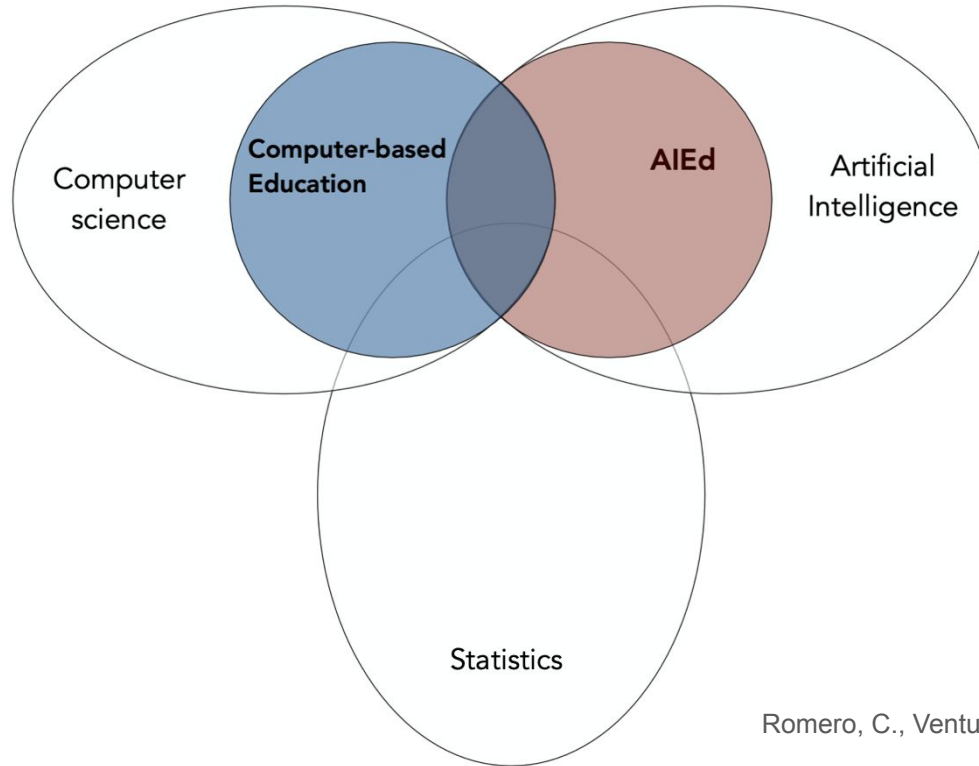 Computer
science
Computer-based
Education
AIEd
Artificial
Intelligence
Statistics
Romero, C., Ventu